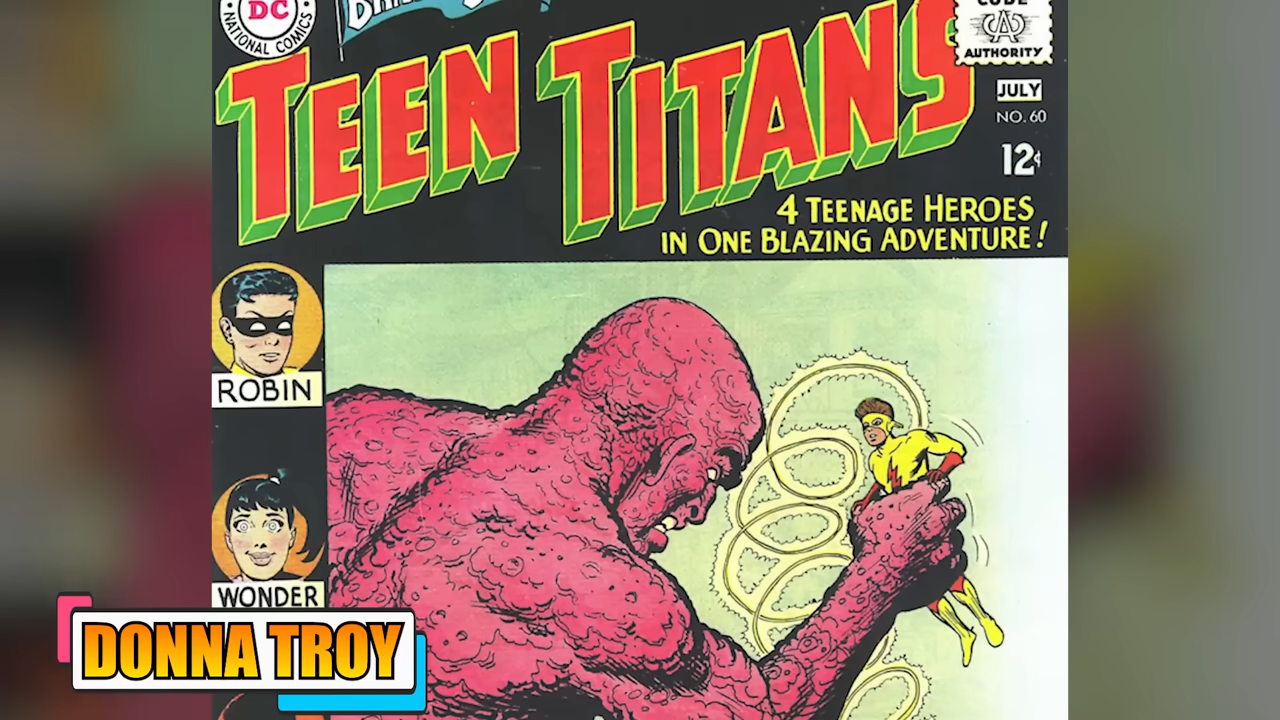 DC
NATIONAL COMICS
CODE
AUTHORITY
TEEN TITANS
JULY
NO. 60
12¢
4 TEENAGE HEROES
IN ONE BLAZING ADVENTURE!
ROBIN
WONDER
DONNA TROY